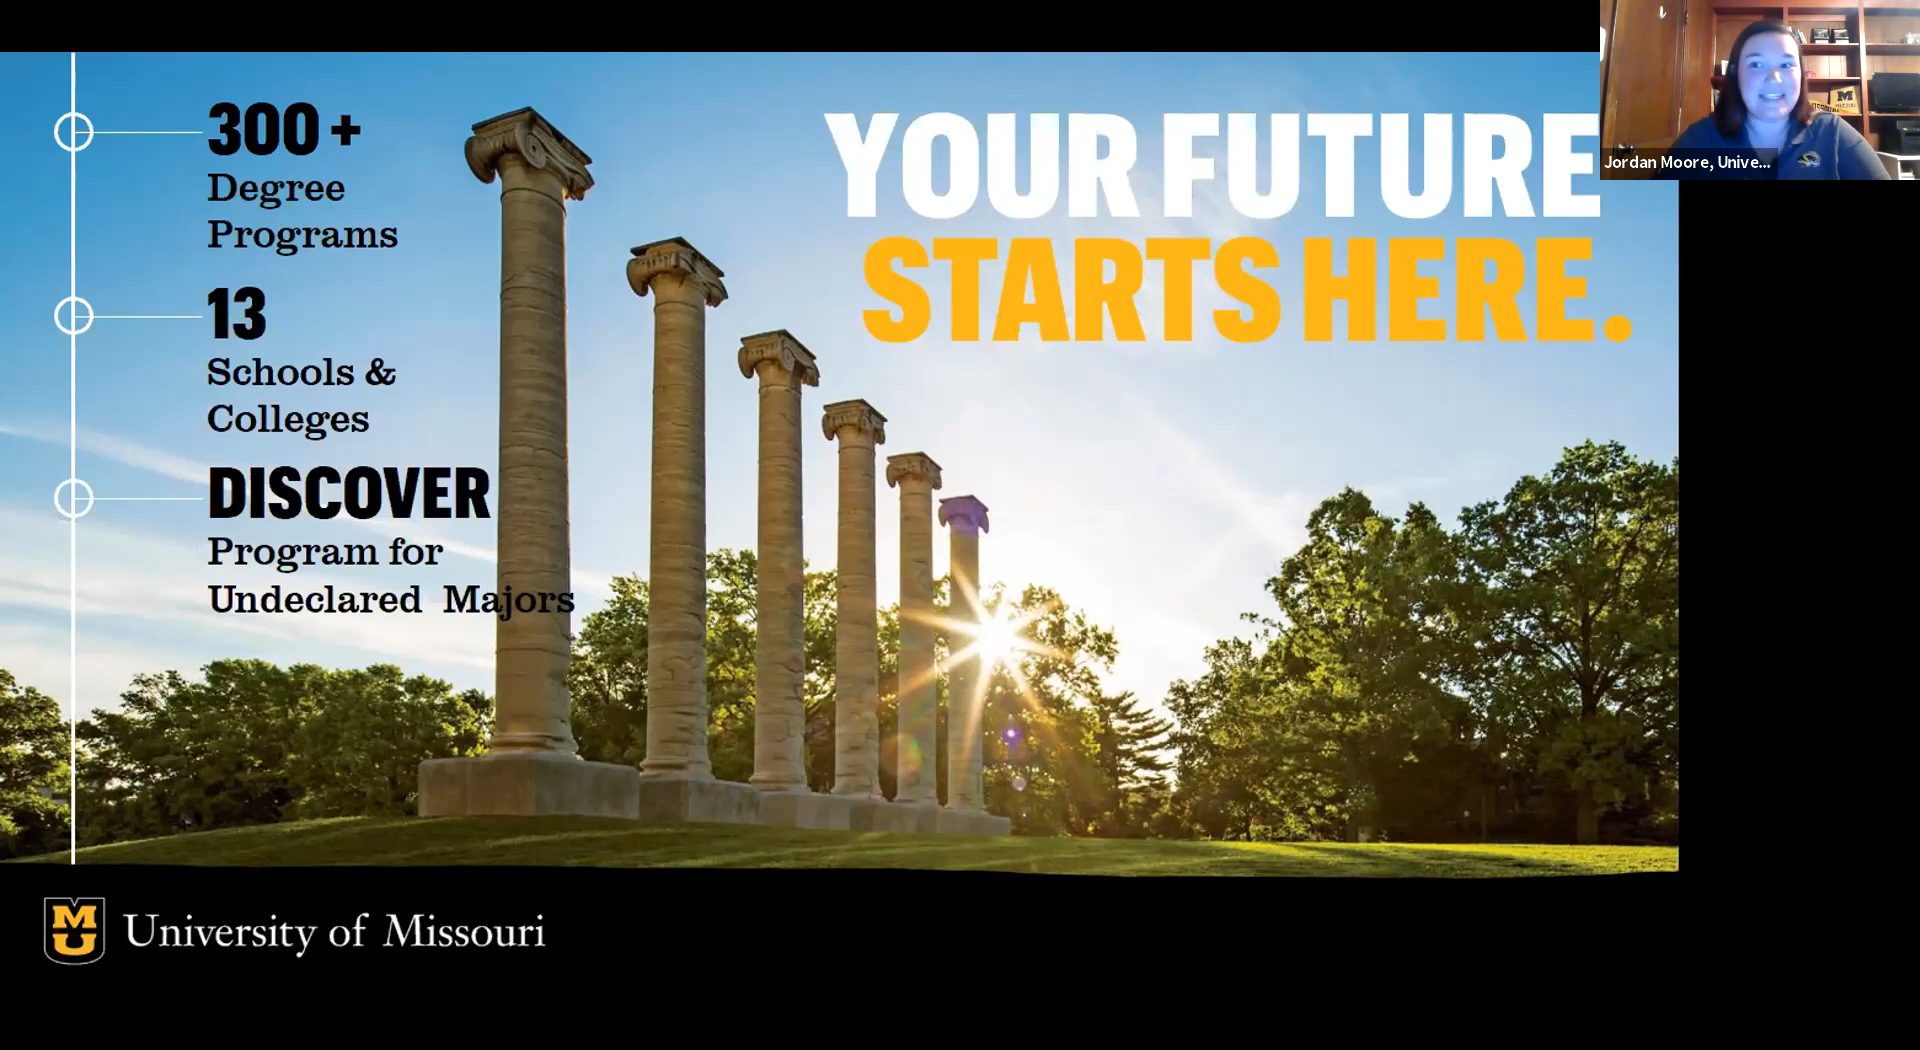 300 +
Degree
Programs
13
Schools &
Colleges
DISCOVER
Program for
Undeclared Majors
YOUR FUTURE
STARTS HERE.
Jordan Moore, Unive...
M
MU
University of Missouri